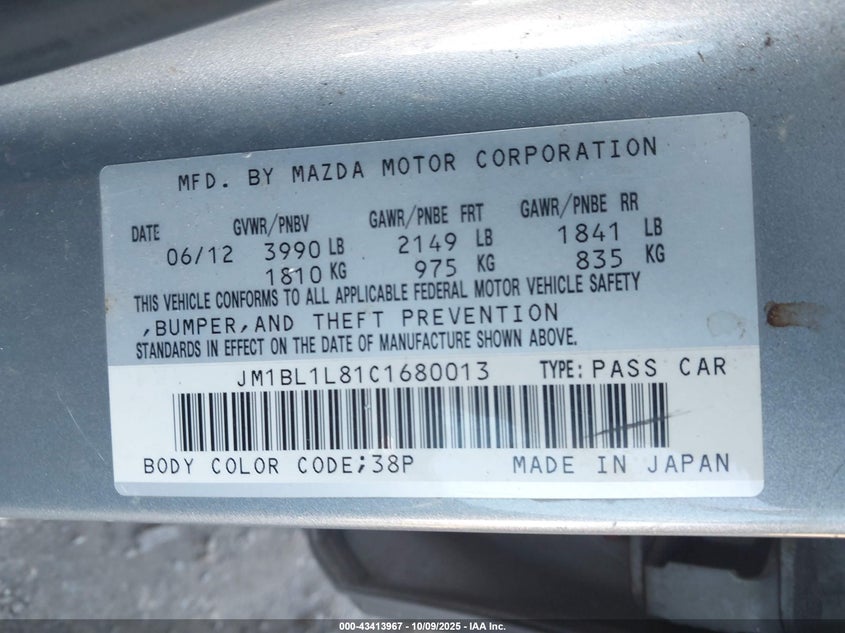 MFD. BY MAZDA MOTOR CORPORATION
DATE GVWR/PNBV GAWR/PNBE FRT GAWR/PNBE RR
06/12 3990 LB 2149 LB 1841 LB
1810 KG 975 KG 835 KG
THIS VEHICLE CONFORMS TO ALL APPLICABLE FEDERAL MOTOR VEHICLE SAFETY
,BUMPER,AND THEFT PREVENTION
STANDARDS IN EFFECT ON THE DATE OF MANUFACTURE SHOWN ABOVE.
JM1BL1L81C1680013 TYPE: PASS CAR
BODY COLOR CODE;38P MADE IN JAPAN
000-43413967 - 10/09/2025 - IAA Inc.